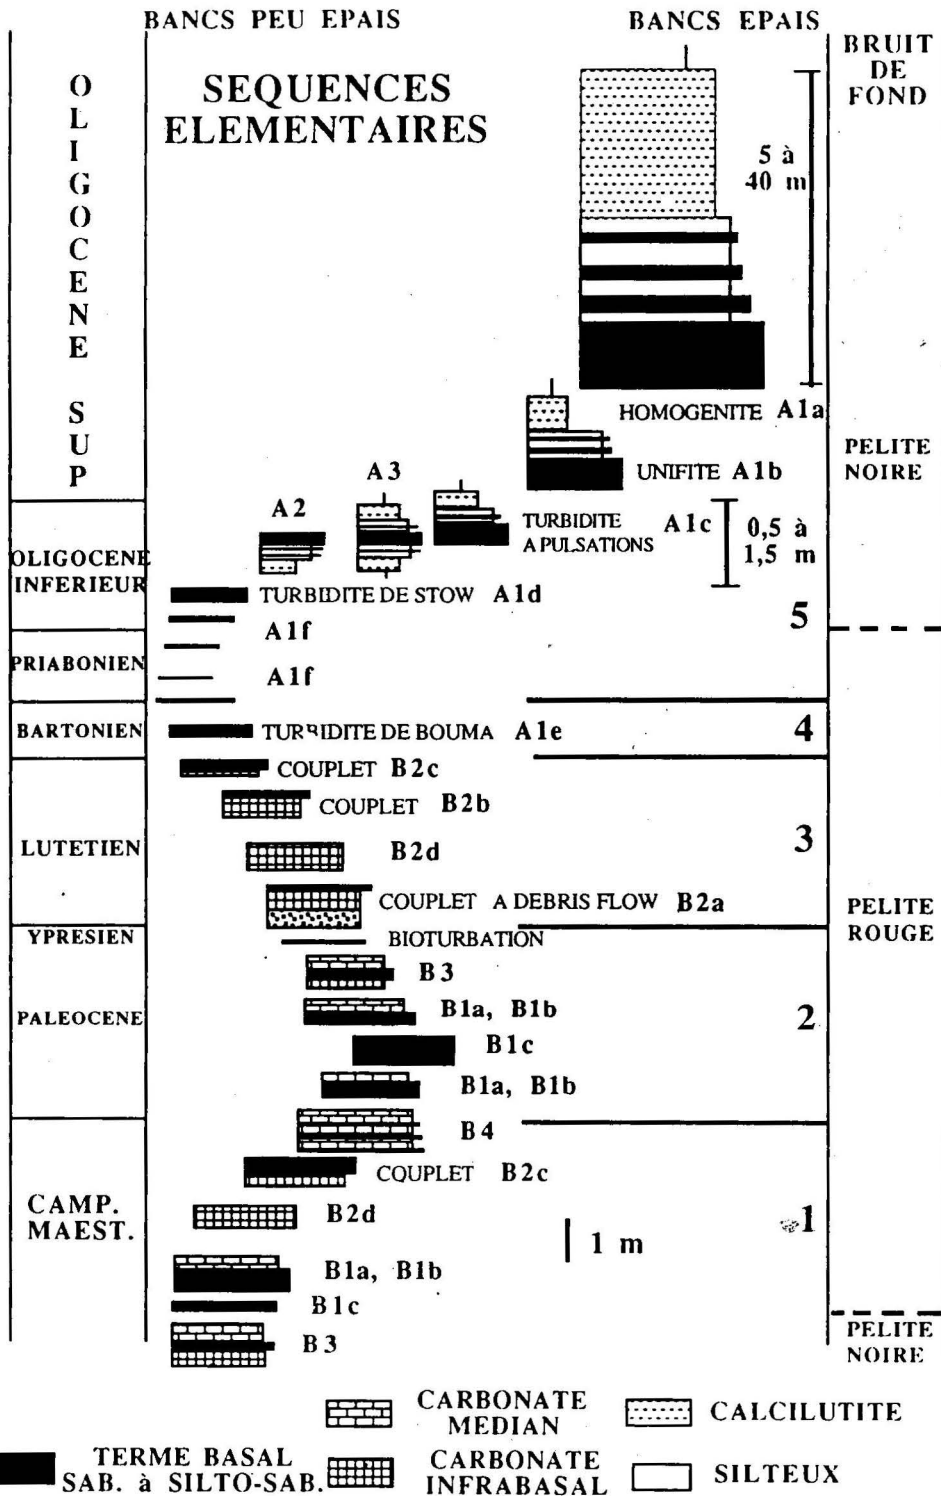 BANCS PEU EPAIS
BANCS EPAIS
BRUIT
DE
FOND
SEQUENCES
ELEMENTAIRES
OLIGOCENE SUP
5 à
40 m
HOMOGENITE A1a
UNIFITE A1b
PELITE
NOIRE
A3
A2
TURBIDITE
A PULSATIONS
A1c
0,5 à
1,5 m
OLIGOCENE
INFERIEUR
TURBIDITE DE STOW A1d
A1f
5
PRIABONIEN
A1f
BARTONIEN
TURBIDITE DE BOUMA A1e
4
COUPLET B2c
COUPLET B2b
LUTETIEN
B2d
3
COUPLET A DEBRIS FLOW B2a
PELITE
ROUGE
YPRESIEN
BIOTURBATION
B3
PALEOCENE
B1a, B1b
2
B1c
B1a, B1b
B4
COUPLET B2c
CAMP.
MAEST.
B2d
1
1 m
B1a, B1b
B1c
B3
PELITE
NOIRE
CARBONATE
MEDIAN
CALCILUTITE
TERME BASAL
SAB. à SILTO-SAB.
CARBONATE
INFRABASAL
SILTEUX